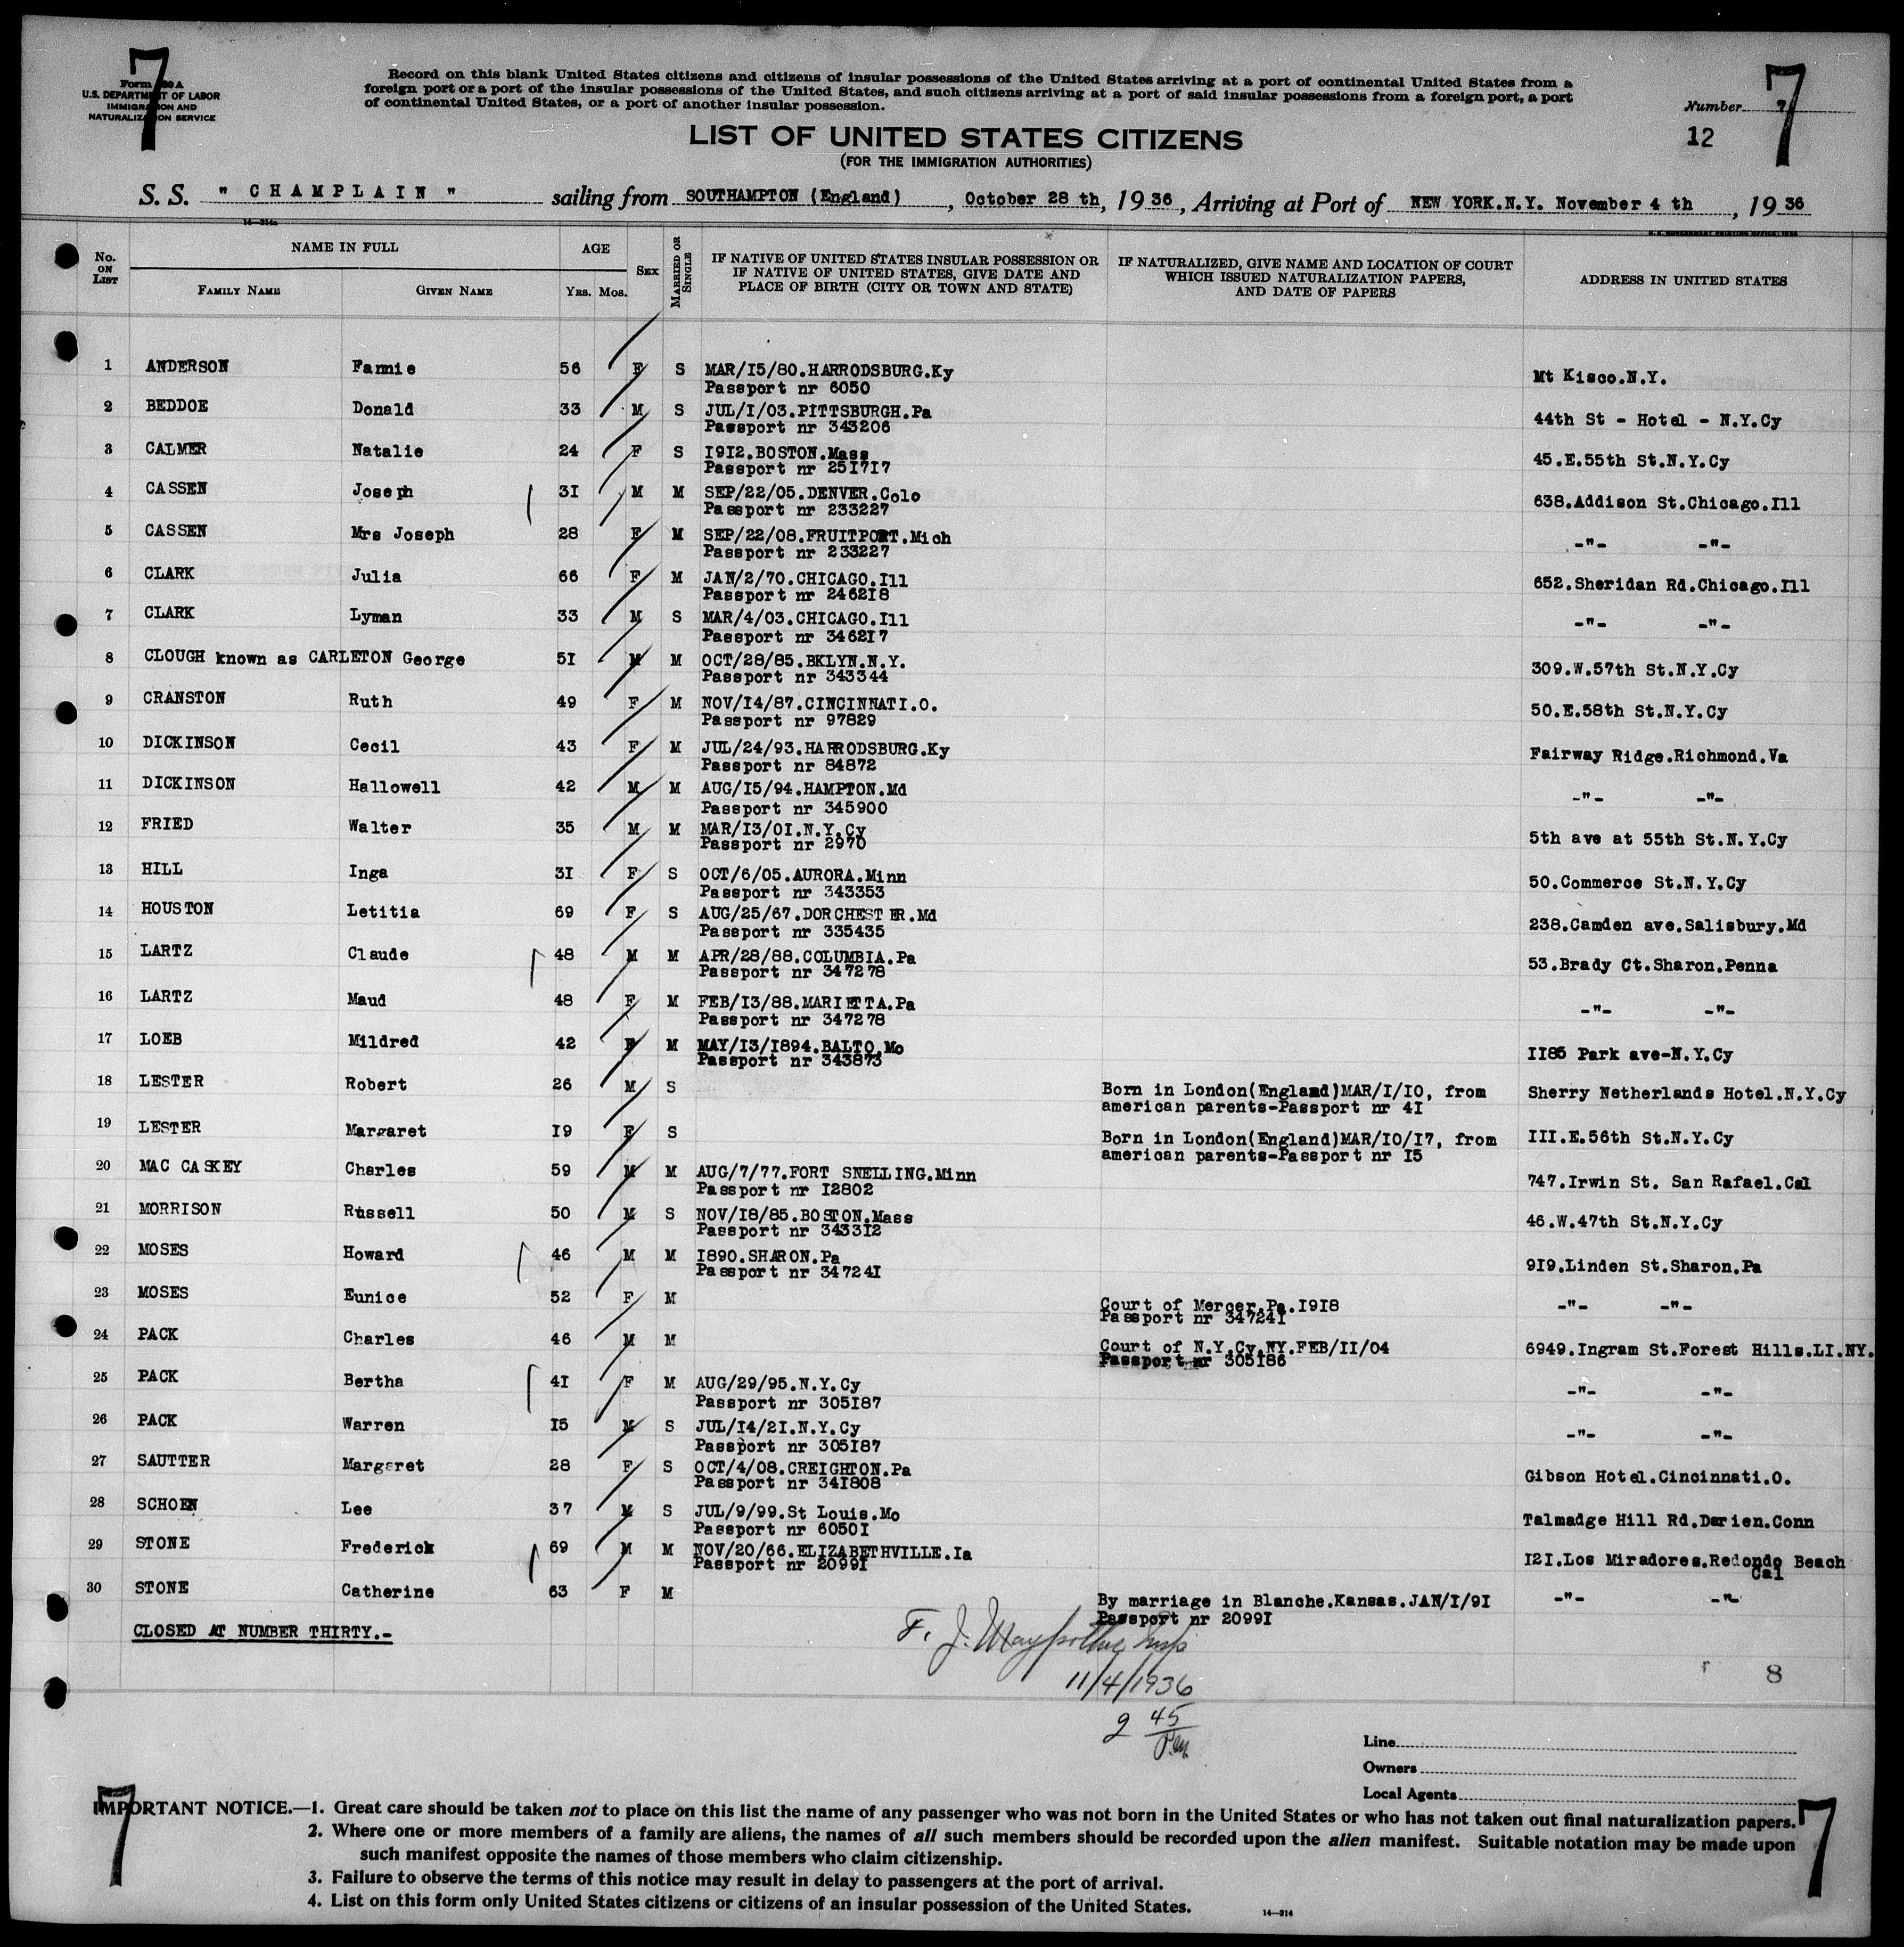 7
7
Form 630 A
U.S. DEPARTMENT OF LABOR
IMMIGRATION AND
NATURALIZATION SERVICE
Record on this blank United States citizens and citizens of insular possessions of the United States arriving at a port of continental United States from a
foreign port or a port of the insular possessions of the United States, and such citizens arriving at a port of said insular possessions from a foreign port, a port
of continental United States, or a port of another insular possession.
Number 7
12
LIST OF UNITED STATES CITIZENS
(FOR THE IMMIGRATION AUTHORITIES)
S. S. " CHAMPLAIN " sailing from SOUTHAMPTON (England) , October 28 th, 19 36 , Arriving at Port of NEW YORK.N.Y. November 4 th , 19 36
14-214a
No. ON LIST NAME IN FULL FAMILY NAME GIVEN NAME AGE YRS. MOS. SEX MARRIED OR SINGLE
IF NATIVE OF UNITED STATES INSULAR POSSESSION OR
IF NATIVE OF UNITED STATES, GIVE DATE AND
PLACE OF BIRTH (CITY OR TOWN AND STATE)
IF NATURALIZED, GIVE NAME AND LOCATION OF COURT
WHICH ISSUED NATURALIZATION PAPERS,
AND DATE OF PAPERS
ADDRESS IN UNITED STATES
1 ANDERSON Fannie 56 F S MAR/15/80.HARRODSBURG.Ky Mt Kisco.N.Y.
Passport nr 6050
2 BEDDOE Donald 33 M S JUL/1/03.PITTSBURGH.Pa 44th St - Hotel - N.Y.Cy
Passport nr 343206
3 CALMER Natalie 24 F S 1912.BOSTON.Mass 45.E.55th St.N.Y.Cy
Passport nr 251717
4 CASSEN Joseph 31 M M SEP/22/05.DENVER.Colo 638.Addison St.Chicago.Ill
Passport nr 233227
5 CASSEN Mrs Joseph 28 F M SEP/22/08.FRUITPORT.Mich -"- -"-
Passport nr 233227
6 CLARK Julia 66 F M JAN/2/70.CHICAGO.Ill 652.Sheridan Rd.Chicago.Ill
Passport nr 246218
7 CLARK Lyman 33 M S MAR/4/03.CHICAGO.Ill -"- -"-
Passport nr 346217
8 CLOUGH known as CARLETON George 51 M M OCT/28/85.BKLYN.N.Y. 309.W.57th St.N.Y.Cy
Passport nr 343344
9 CRANSTON Ruth 49 F M NOV/14/87.CINCINNATI.O. 50.E.58th St.N.Y.Cy
Passport nr 97829
10 DICKINSON Cecil 43 F M JUL/24/93.HARRODSBURG.Ky Fairway Ridge.Richmond.Va
Passport nr 84872
11 DICKINSON Hallowell 42 M M AUG/15/94.HAMPTON.Md -"- -"-
Passport nr 345900
12 FRIED Walter 35 M M MAR/13/01.N.Y.Cy 5th ave at 55th St.N.Y.Cy
Passport nr 2970
13 HILL Inga 31 F S OCT/6/05.AURORA.Minn 50.Commerce St.N.Y.Cy
Passport nr 343353
14 HOUSTON Letitia 69 F S AUG/25/67.DORCHESTER.Md 238.Camden ave.Salisbury.Md
Passport nr 335435
15 LARTZ Claude 48 M M APR/28/88.COLUMBIA.Pa 53.Brady Ct.Sharon.Penna
Passport nr 347278
16 LARTZ Maud 48 F M FEB/13/88.MARIETTA.Pa -"- -"-
Passport nr 347278
17 LOEB Mildred 42 F M MAY/13/1894.BALTO.Mo 1185 Park ave-N.Y.Cy
Passport nr 343873
18 LESTER Robert 26 M S Born in London(England)MAR/1/10, from Sherry Netherlands Hotel.N.Y.Cy
american parents-Passport nr 41
19 LESTER Margaret 19 F S Born in London(England)MAR/10/17, from 111.E.56th St.N.Y.Cy
american parents-Passport nr 15
20 MAC CASKEY Charles 59 M M AUG/7/77.FORT SNELLING.Minn 747.Irwin St. San Rafael.Cal
Passport nr 12802
21 MORRISON Russell 50 M S NOV/18/85.BOSTON.Mass 46.W.47th St.N.Y.Cy
Passport nr 343312
22 MOSES Howard 46 M M 1890.SHARON.Pa 919.Linden St.Sharon.Pa
Passport nr 347241
23 MOSES Eunice 52 F M Court of Mercer.Pa.1918 -"- -"-
Passport nr 347241
24 PACK Charles 46 M M Court of N.Y.Cy.NY.FEB/11/04 6949.Ingram St.Forest Hills.LI.NY.
Passport nr 305186
25 PACK Bertha 41 F M AUG/29/95.N.Y.Cy -"- -"-
Passport nr 305187
26 PACK Warren 15 M S JUL/14/21.N.Y.Cy -"- -"-
Passport nr 305187
27 SAUTTER Margaret 28 F S OCT/4/08.CREIGHTON.Pa Gibson Hotel.Cincinnati.O.
Passport nr 341808
28 SCHOEN Lee 37 M S JUL/9/99.St Louis.Mo Talmadge Hill Rd.Darien.Conn
Passport nr 60501
29 STONE Frederick 69 M M NOV/20/66.ELIZABETHVILLE.Ia 121.Los Miradores.Redondo Beach
Passport nr 20991 Cal
30 STONE Catherine 63 F M By marriage in Blanche.Kansas.JAN/1/91 -"- -"-
Passport nr 20991
CLOSED AT NUMBER THIRTY.-
F. J. Insp
11/4/1936
8
2 45 P.m
Line
Owners
Local Agents
7
7
IMPORTANT NOTICE.—1. Great care should be taken not to place on this list the name of any passenger who was not born in the United States or who has not taken out final naturalization papers.
2. Where one or more members of a family are aliens, the names of all such members should be recorded upon the alien manifest. Suitable notation may be made upon
such manifest opposite the names of those members who claim citizenship.
3. Failure to observe the terms of this notice may result in delay to passengers at the port of arrival.
4. List on this form only United States citizens or citizens of an insular possession of the United States.
14—214